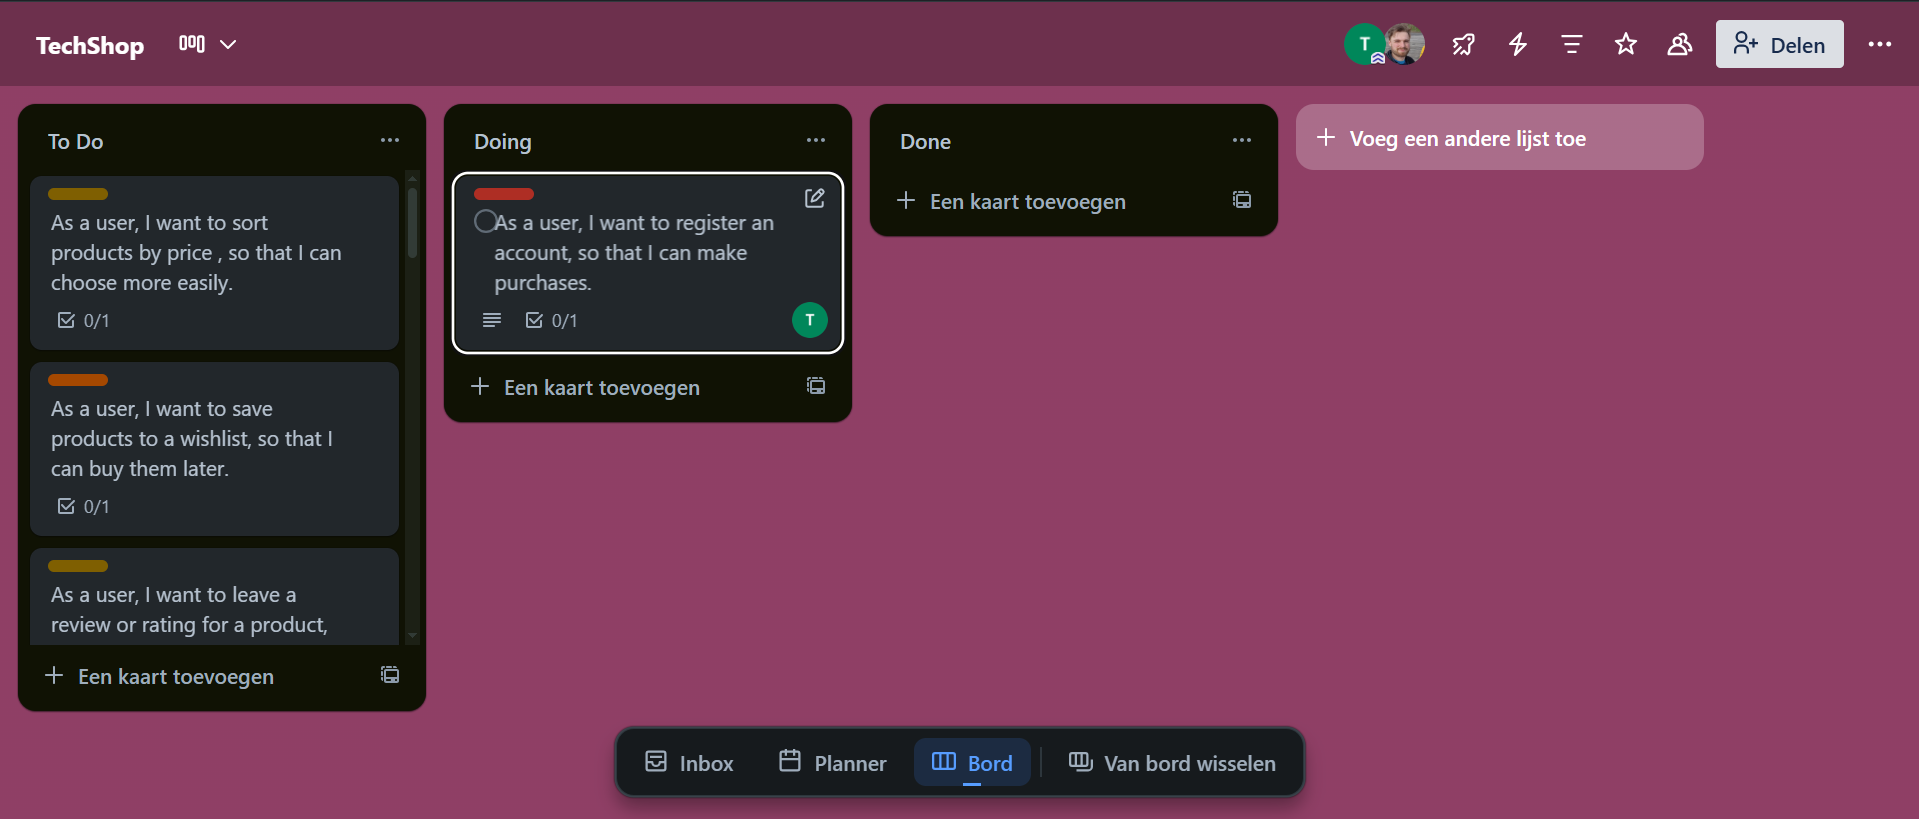 TechShop
T
Delen
To Do
As a user, I want to sort
products by price , so that I can
choose more easily.
0/1
As a user, I want to save
products to a wishlist, so that I
can buy them later.
0/1
As a user, I want to leave a
review or rating for a product,
Een kaart toevoegen
Doing
As a user, I want to register an
account, so that I can make
purchases.
0/1
T
Een kaart toevoegen
Done
Een kaart toevoegen
Voeg een andere lijst toe
Inbox
Planner
Bord
Van bord wisselen